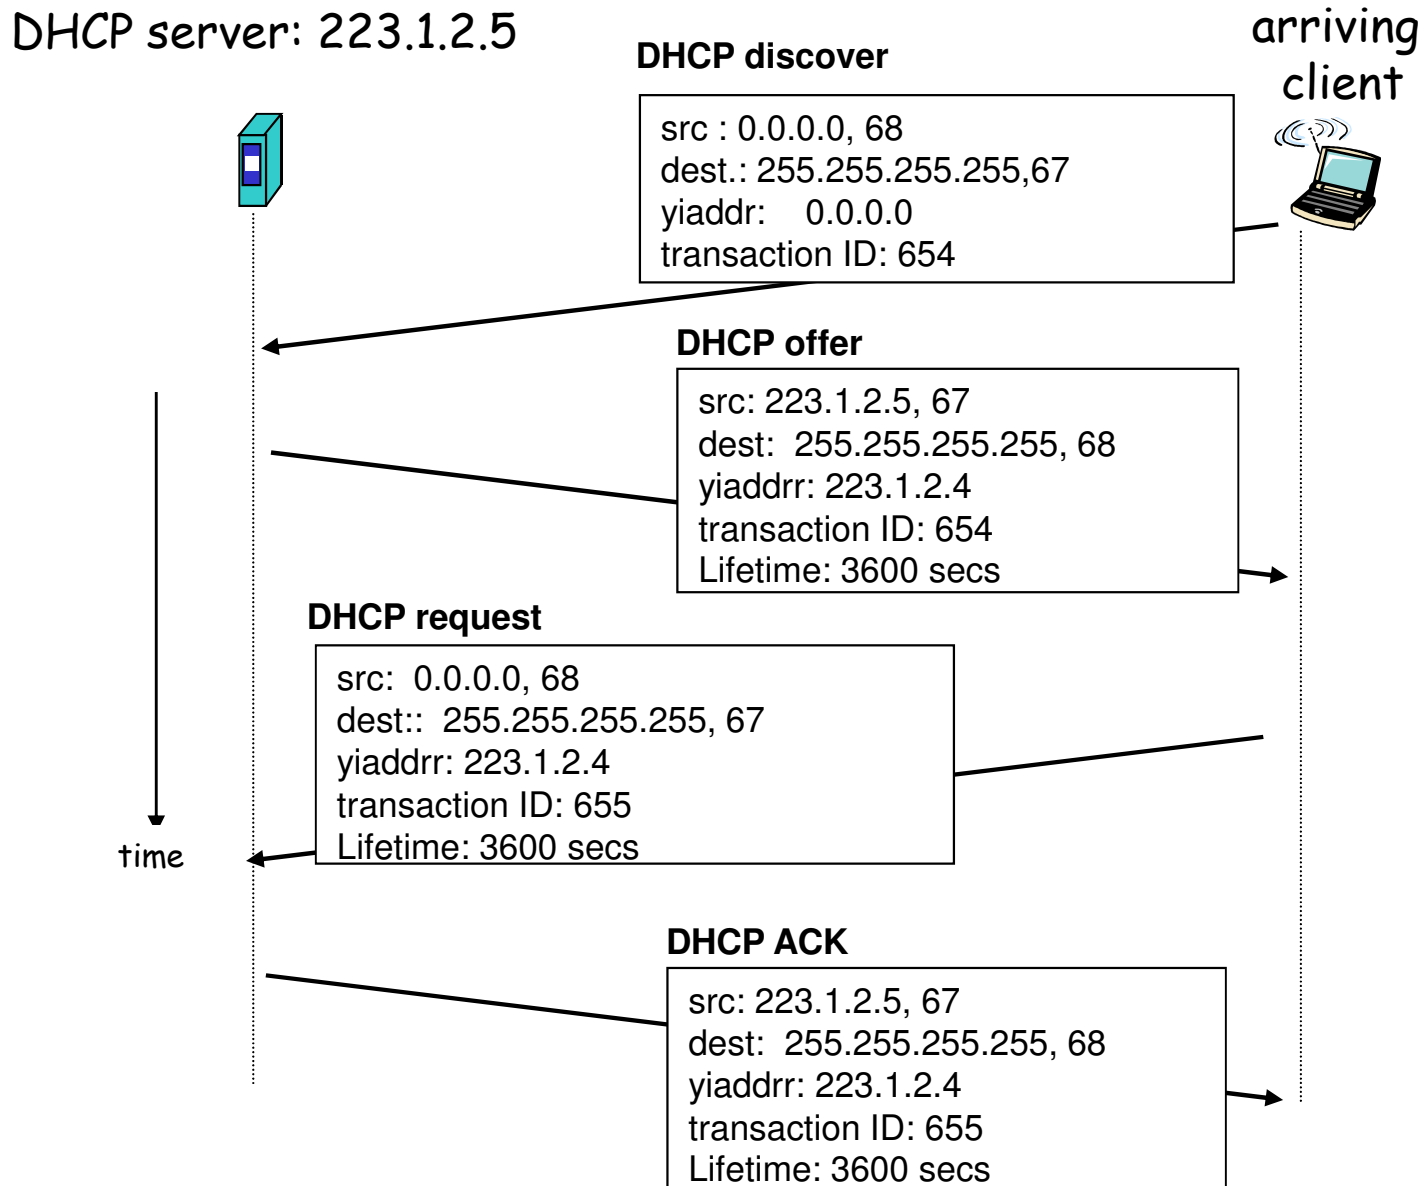 DHCP server: 223.1.2.5
arriving
client
DHCP discover
src : 0.0.0.0, 68
dest.: 255.255.255.255,67
yiaddr:    0.0.0.0
transaction ID: 654
DHCP offer
src: 223.1.2.5, 67
dest:  255.255.255.255, 68
yiaddrr: 223.1.2.4
transaction ID: 654
Lifetime: 3600 secs
DHCP request
src:  0.0.0.0, 68
dest::  255.255.255.255, 67
yiaddrr: 223.1.2.4
transaction ID: 655
Lifetime: 3600 secs
time
DHCP ACK
src: 223.1.2.5, 67
dest:  255.255.255.255, 68
yiaddrr: 223.1.2.4
transaction ID: 655
Lifetime: 3600 secs